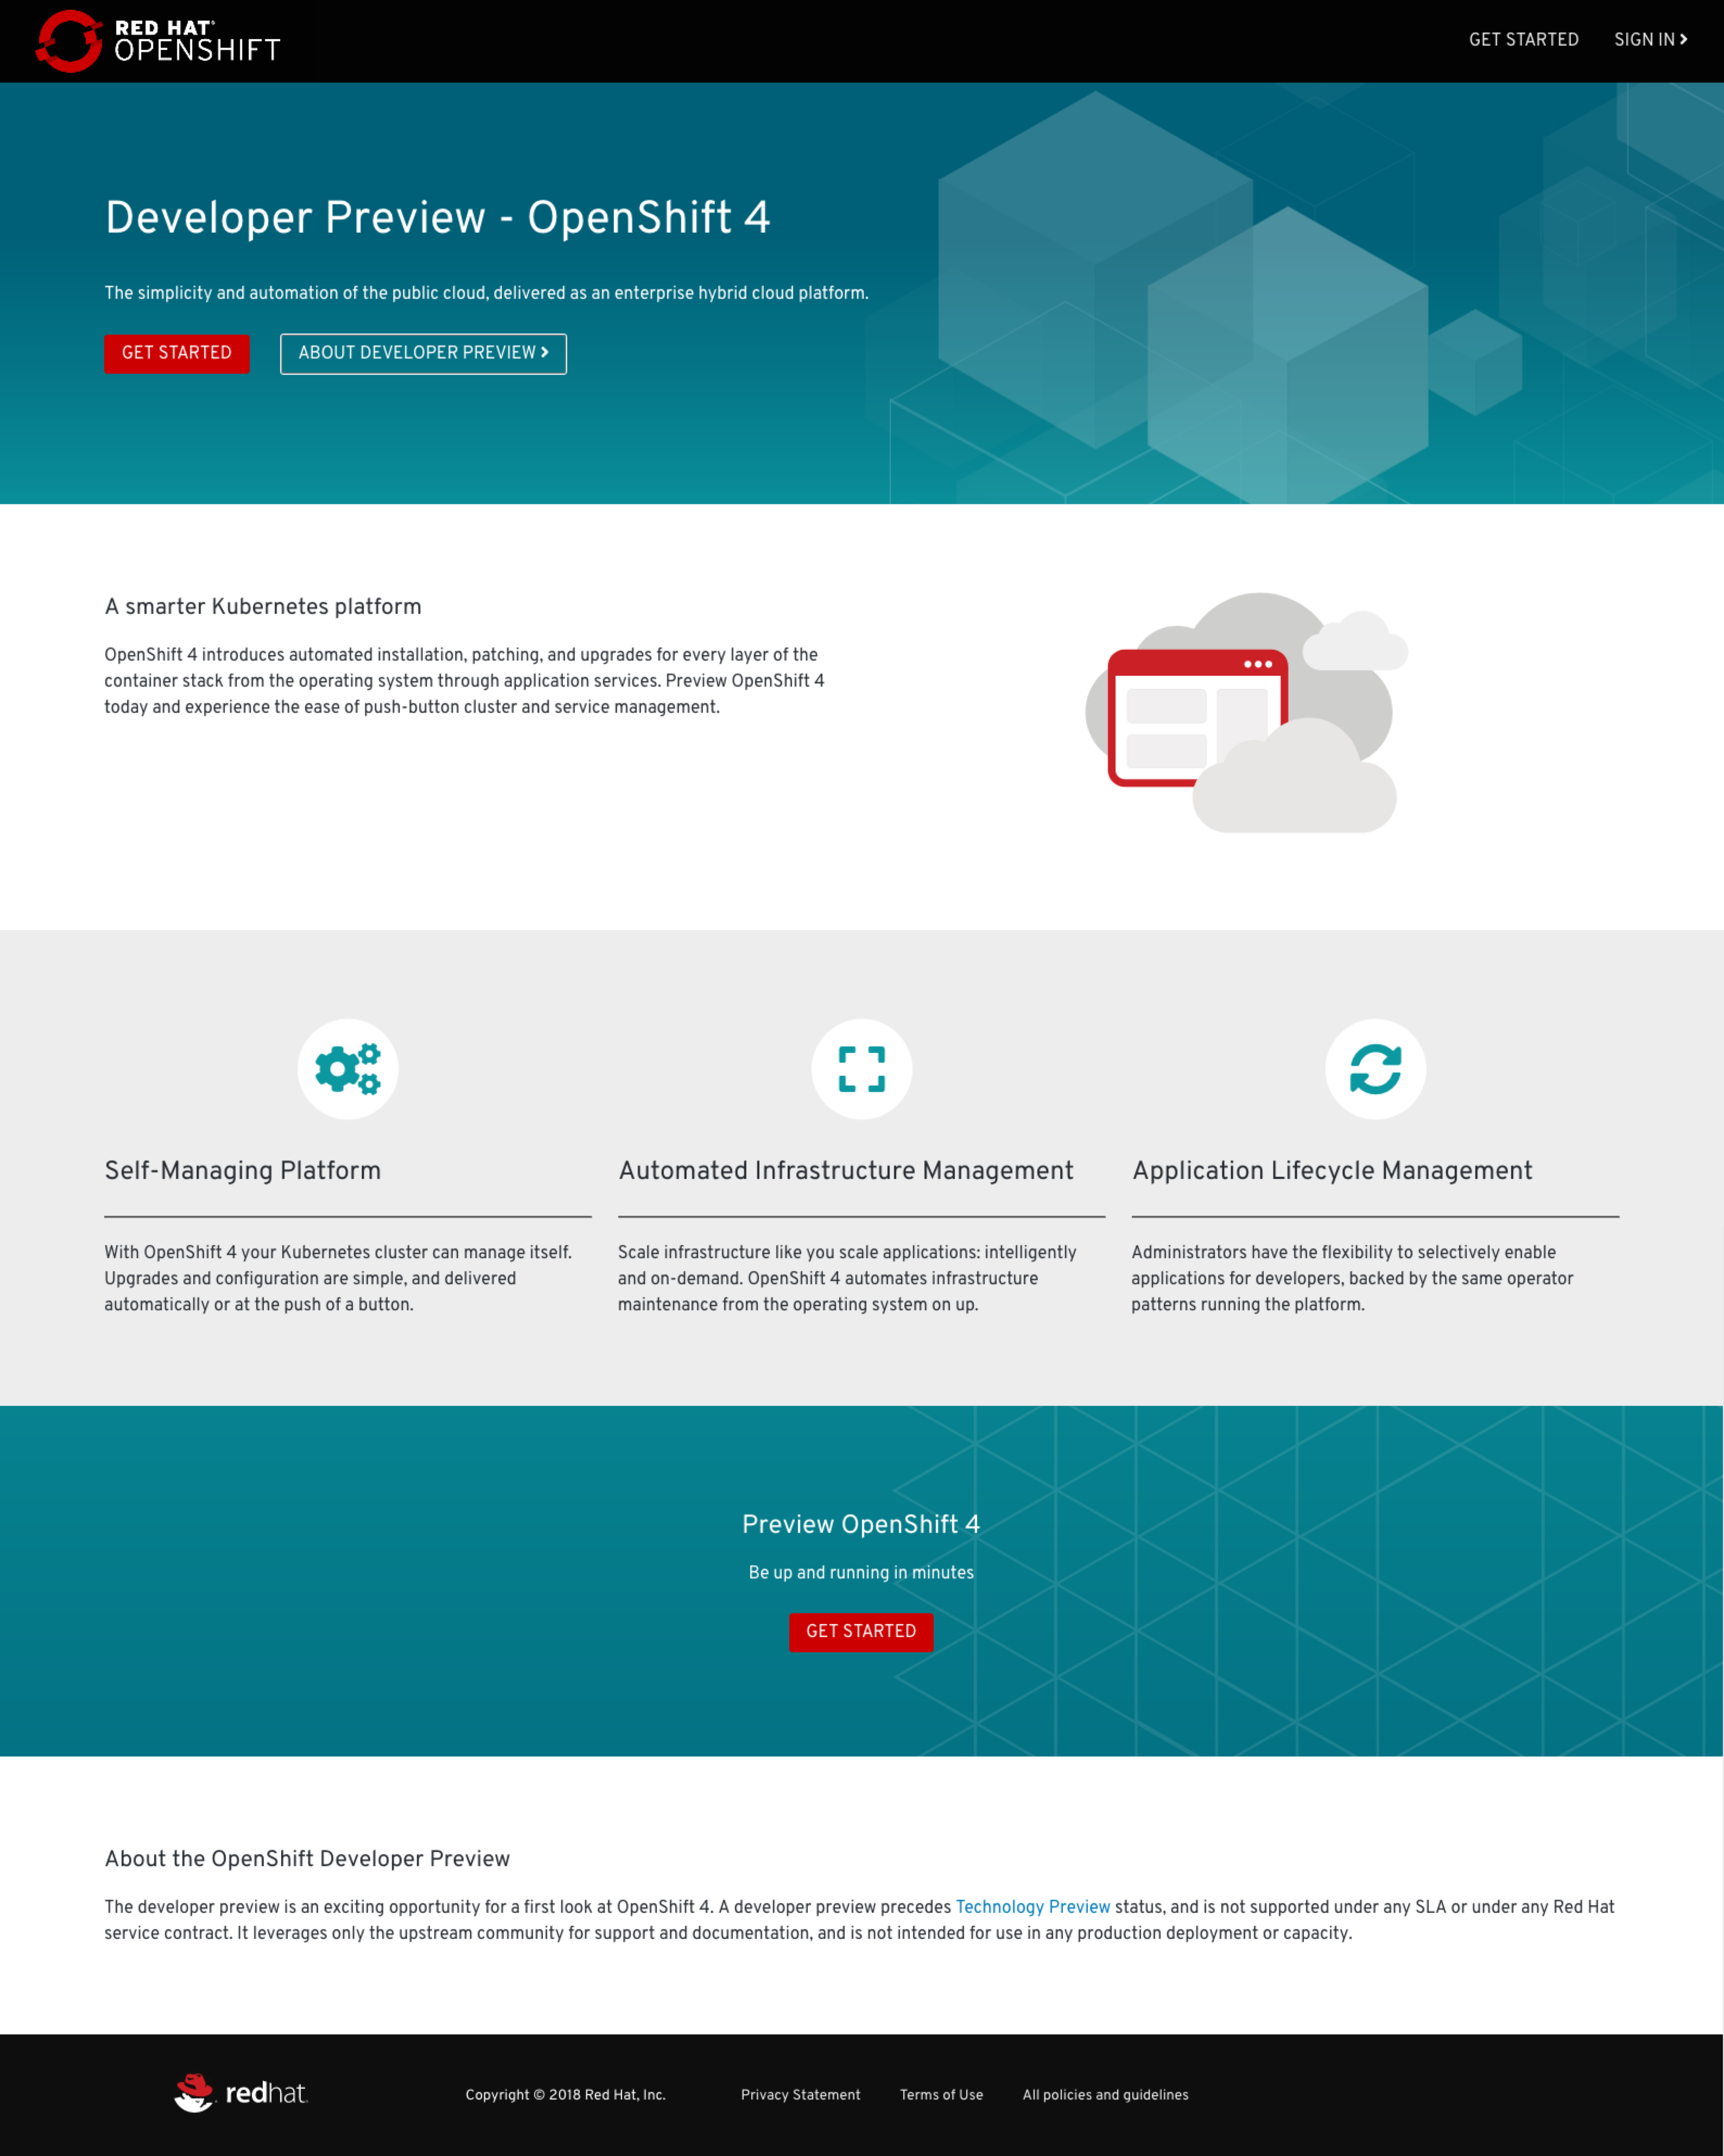 RED HAT®
OPENSHIFT
GET STARTED
SIGN IN
Developer Preview - OpenShift 4
The simplicity and automation of the public cloud, delivered as an enterprise hybrid cloud platform.
GET STARTED
ABOUT DEVELOPER PREVIEW
A smarter Kubernetes platform
OpenShift 4 introduces automated installation, patching, and upgrades for every layer of the
container stack from the operating system through application services. Preview OpenShift 4
today and experience the ease of push-button cluster and service management.
Self-Managing Platform
With OpenShift 4 your Kubernetes cluster can manage itself.
Upgrades and configuration are simple, and delivered
automatically or at the push of a button.
Automated Infrastructure Management
Scale infrastructure like you scale applications: intelligently
and on-demand. OpenShift 4 automates infrastructure
maintenance from the operating system on up.
Application Lifecycle Management
Administrators have the flexibility to selectively enable
applications for developers, backed by the same operator
patterns running the platform.
Preview OpenShift 4
Be up and running in minutes
GET STARTED
About the OpenShift Developer Preview
The developer preview is an exciting opportunity for a first look at OpenShift 4. A developer preview precedes Technology Preview status, and is not supported under any SLA or under any Red Hat
service contract. It leverages only the upstream community for support and documentation, and is not intended for use in any production deployment or capacity.
redhat.
Copyright © 2018 Red Hat, Inc.
Privacy Statement
Terms of Use
All policies and guidelines